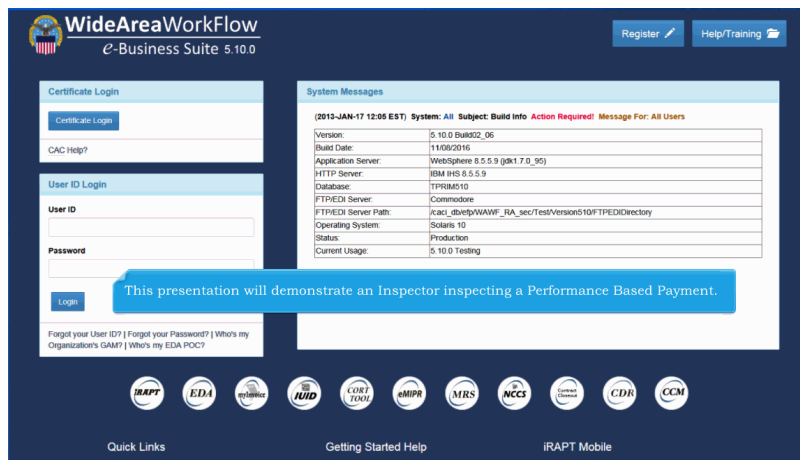 WideAreaWorkFlow
e-Business Suite 5.10.0
Register
Help/Training
Certificate Login
Certificate Login
CAC Help?
User ID Login
User ID
Password
Login
Forgot your User ID? | Forgot your Password? | Who's my
Organization's GAM? | Who's my EDA POC?
System Messages
(2013-JAN-17 12:05 EST) System: All Subject: Build Info Action Required! Message For: All Users
Version: 5.10.0 Build02_06
Build Date: 11/08/2016
Application Server: WebSphere 8.5.5.9 (jdk1.7.0_95)
HTTP Server: IBM IHS 8.5.5.9
Database: TPRIM510
FTP/EDI Server: Commodore
FTP/EDI Server Path: /caci_db/efp/WAWF_RA_sec/Test/Version510/FTPEDIDirectory
Operating System: Solaris 10
Status: Production
Current Usage: 5.10.0 Testing
This presentation will demonstrate an Inspector inspecting a Performance Based Payment.
iRAPT
EDA
myInvoice
IUID
CORT
TOOL
eMIPR
MRS
NCCS
Contract
Closeout
CDR
CCM
Quick Links
Getting Started Help
iRAPT Mobile